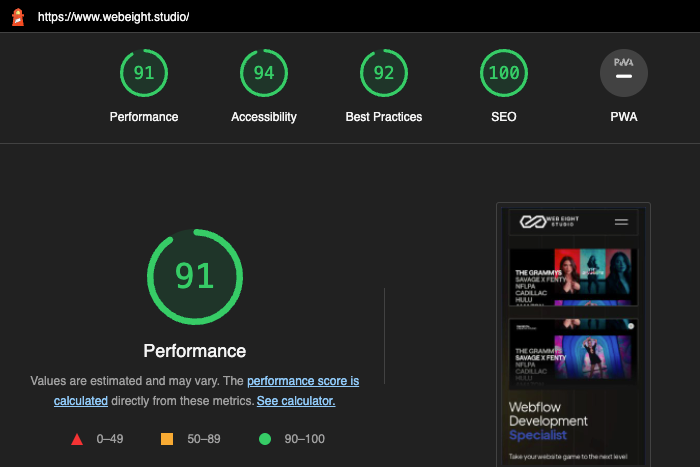 https://www.webeight.studio/
91 94 92 100 PWA
Performance Accessibility Best Practices SEO PWA
91
Performance
Values are estimated and may vary. The performance score is
calculated directly from these metrics. See calculator.
0–49 50–89 90–100
WEB EIGHT
STUDIO
THE GRAMMYS
SAVAGE X FENTY
NFLPA
CADILLAC
HULU
THE GRAMMYS
SAVAGE X FENTY
NFLPA
CADILLAC
HULU
Webflow
Development
Specialist
Take your website game to the next level